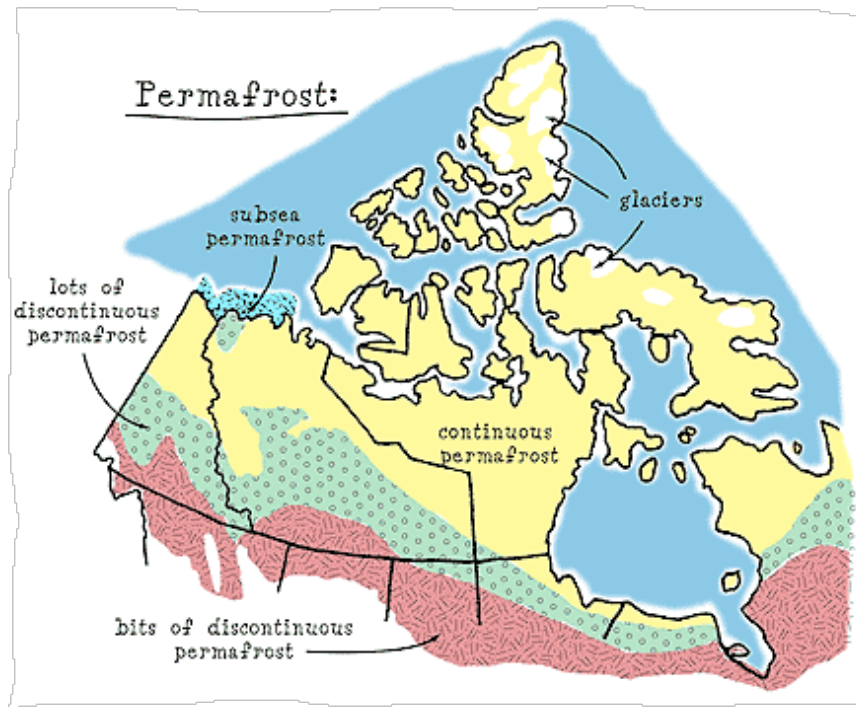 Permafrost:
glaciers
subsea
permafrost
lots of
discontinuous
permafrost
continuous
permafrost
bits of discontinuous
permafrost